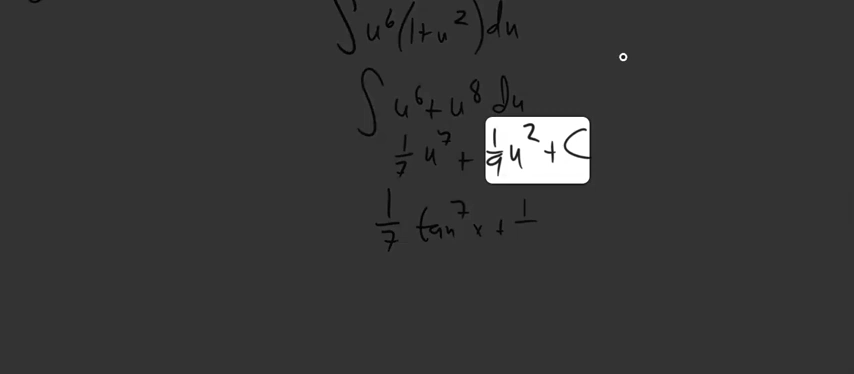 ∫u⁶(1+u²)du
∫u⁶+u⁸ du
1/7 u⁷ + 1/9 u² + C
1/7 tan⁷x + 1/